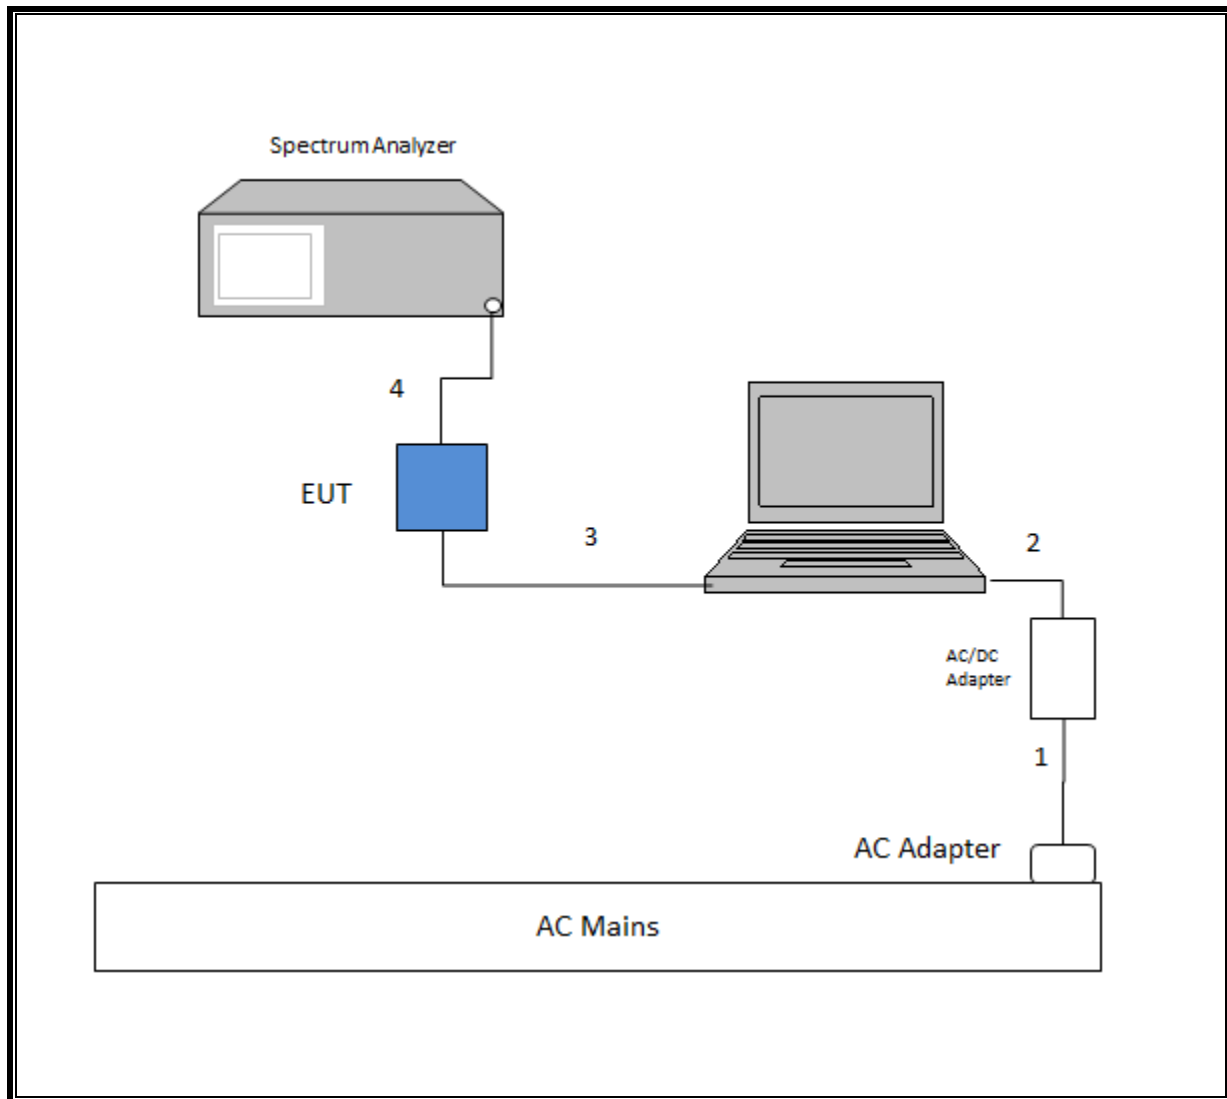 Spectrum Analyzer
4
EUT
3
2
AC/DC
Adapter
1
AC Adapter
AC Mains